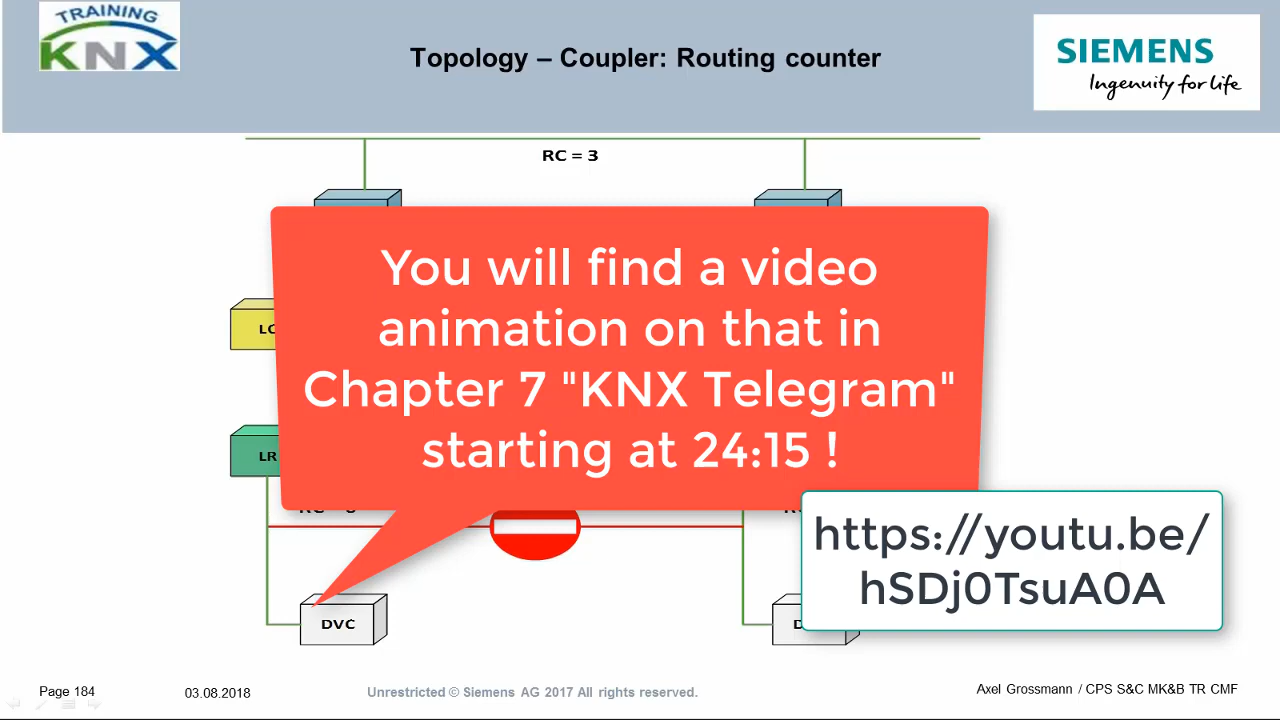 TRAINING
KNX
Topology – Coupler: Routing counter
SIEMENS
Ingenuity for life
RC = 3
You will find a video
animation on that in
Chapter 7 "KNX Telegram"
starting at 24:15 !
LR
https://youtu.be/
hSDj0TsuA0A
DVC
Page 184
03.08.2018
Unrestricted © Siemens AG 2017 All rights reserved.
Axel Grossmann / CPS S&C MK&B TR CMF